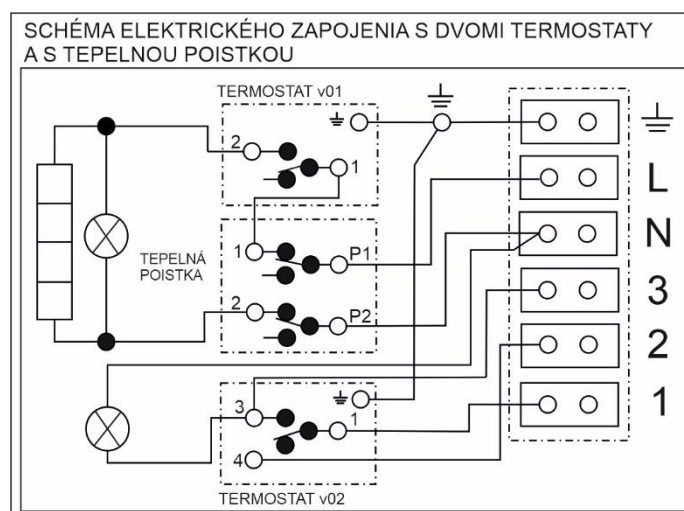 SCHÉMA ELEKTRICKÉHO ZAPOJENIA S DVOMI TERMOSTATY
A S TEPELNOU POISTKOU
TERMOSTAT v01
2
1
L
N
TEPELNÁ
POISTKA
1
P1
2
P2
3
2
3
1
1
4
TERMOSTAT v02